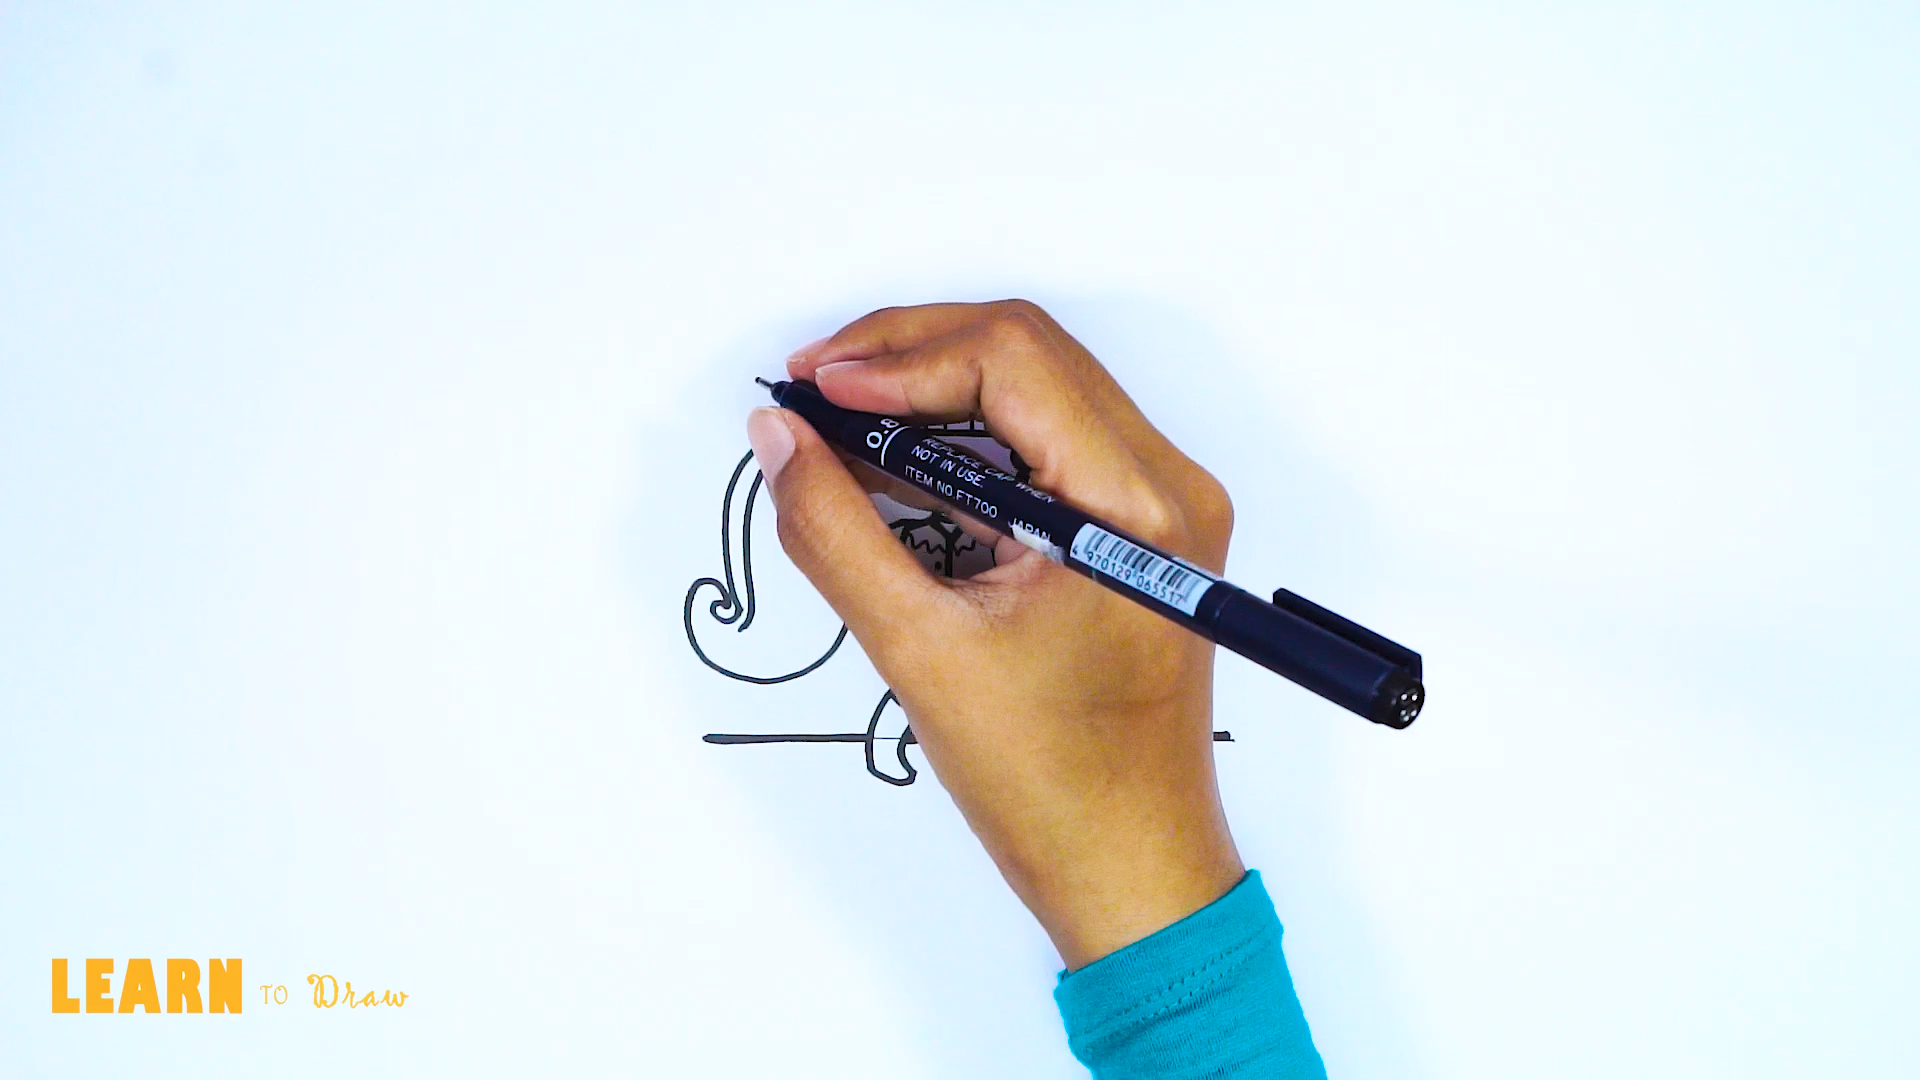 0.8
REPLACE CAP WHEN
NOT IN USE.
ITEM NO.FT700 JAPAN
4 970129 065517
LEARN TO Draw